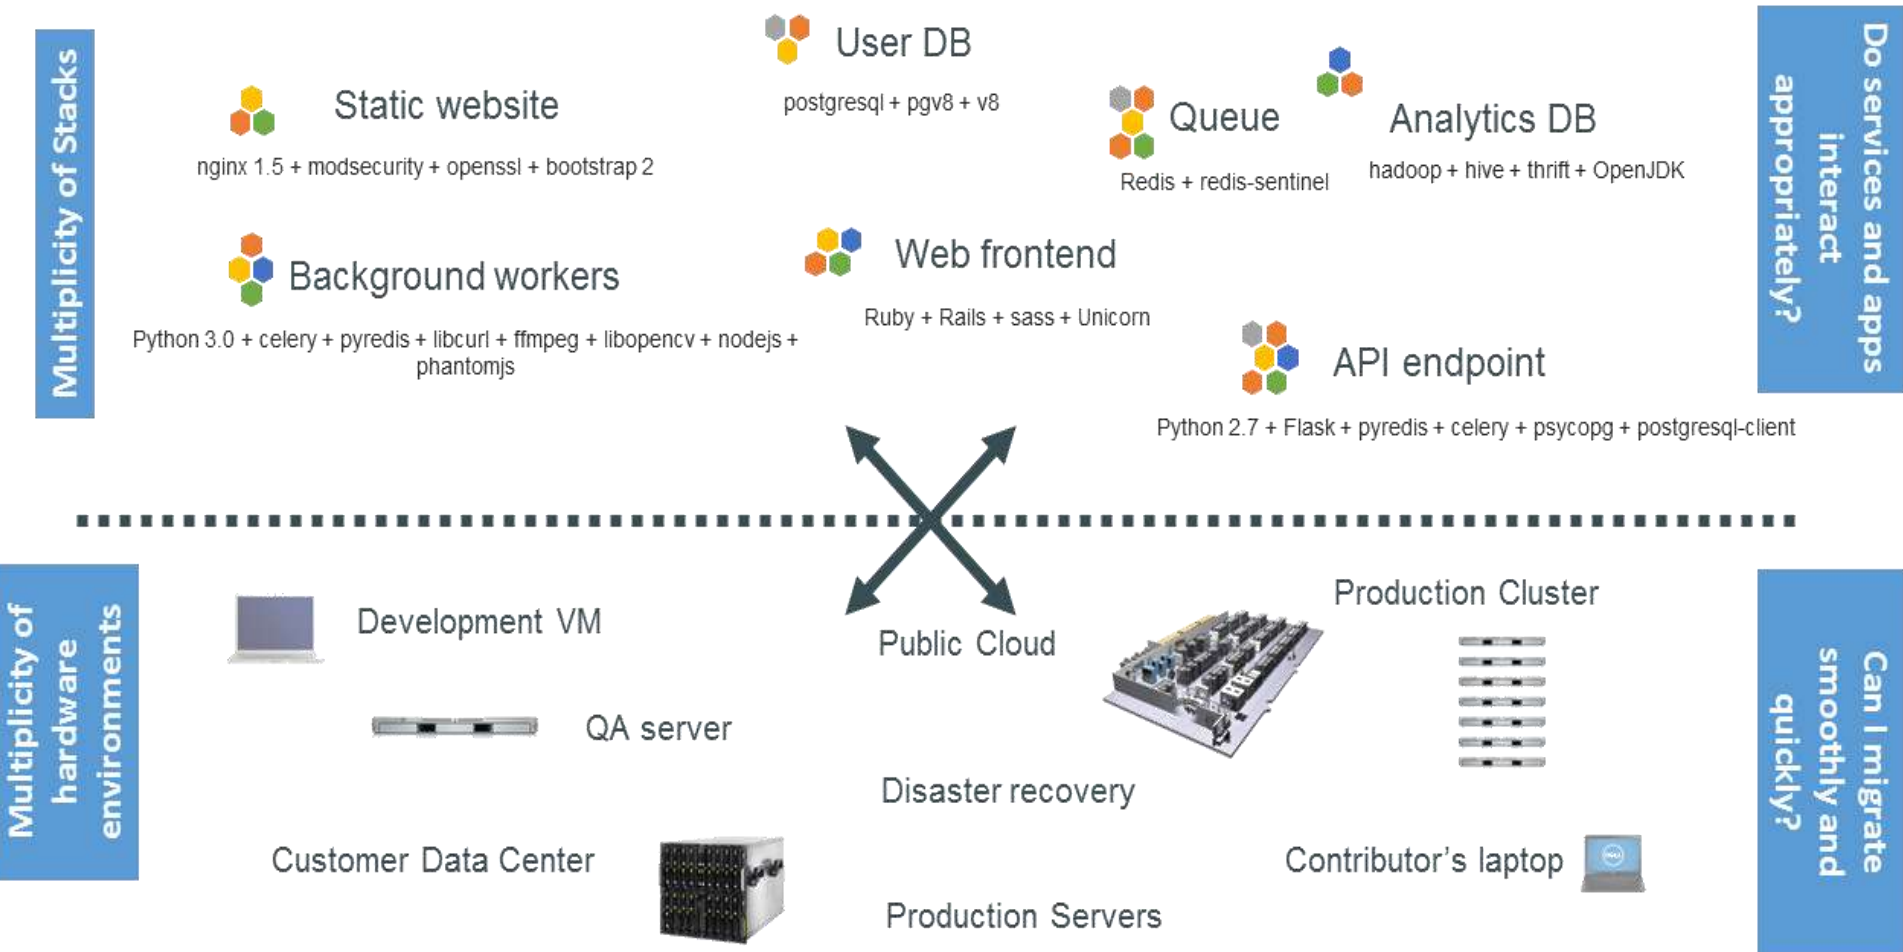 Multiplicity of Stacks
Static website
nginx 1.5 + modsecurity + openssl + bootstrap 2
User DB
postgresql + pgv8 + v8
Queue
Redis + redis-sentinel
Analytics DB
hadoop + hive + thrift + OpenJDK
Background workers
Python 3.0 + celery + pyredis + libcurl + ffmpeg + libopencv + nodejs +
phantomjs
Web frontend
Ruby + Rails + sass + Unicorn
API endpoint
Python 2.7 + Flask + pyredis + celery + psycopg + postgresql-client
Do services and apps
interact
appropriately?
Multiplicity of
hardware
environments
Development VM
QA server
Customer Data Center
Public Cloud
Disaster recovery
Production Servers
Production Cluster
Contributor’s laptop
DELL
Can I migrate
smoothly and
quickly?